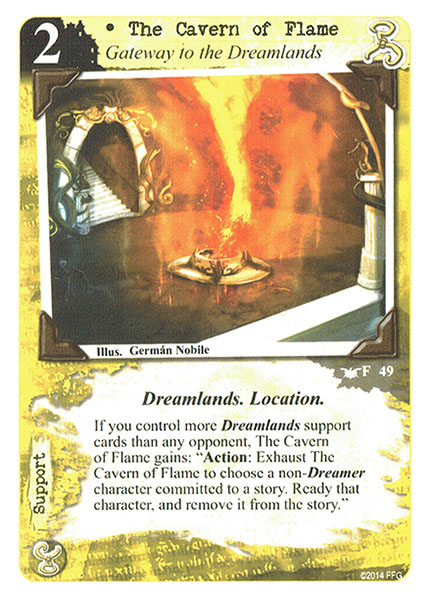 2
• The Cavern of Flame
Gateway to the Dreamlands
Illus. Germán Nobile
F 49
Dreamlands. Location.
If you control more Dreamlands support
cards than any opponent, The Cavern
of Flame gains: “Action: Exhaust The
Cavern of Flame to choose a non-Dreamer
character committed to a story. Ready that
character, and remove it from the story.”
Support
©2014 FFG